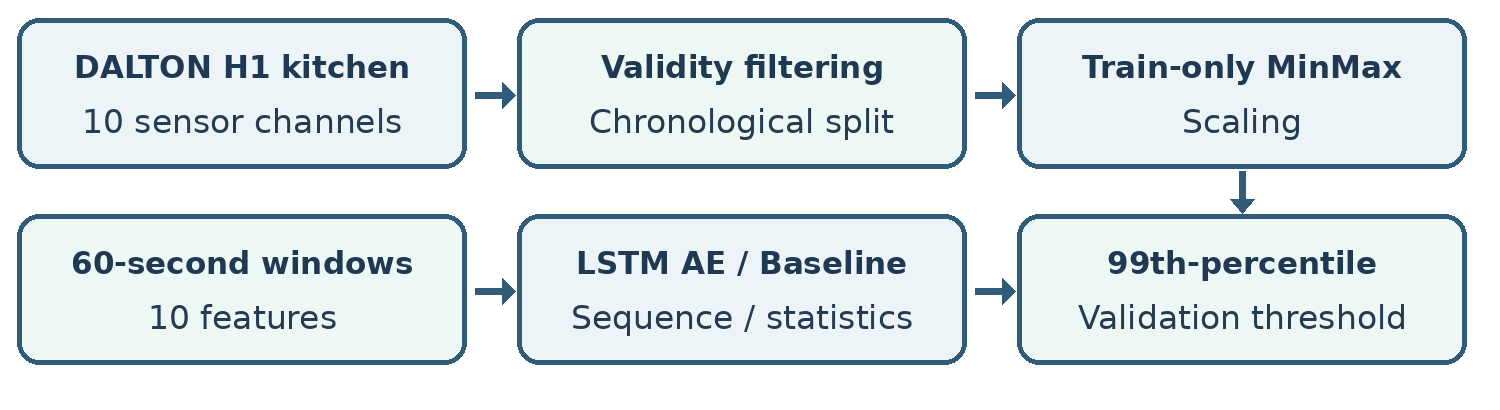 DALTON H1 kitchen
10 sensor channels
Validity filtering
Chronological split
Train-only MinMax
Scaling
60-second windows
10 features
LSTM AE / Baseline
Sequence / statistics
99th-percentile
Validation threshold